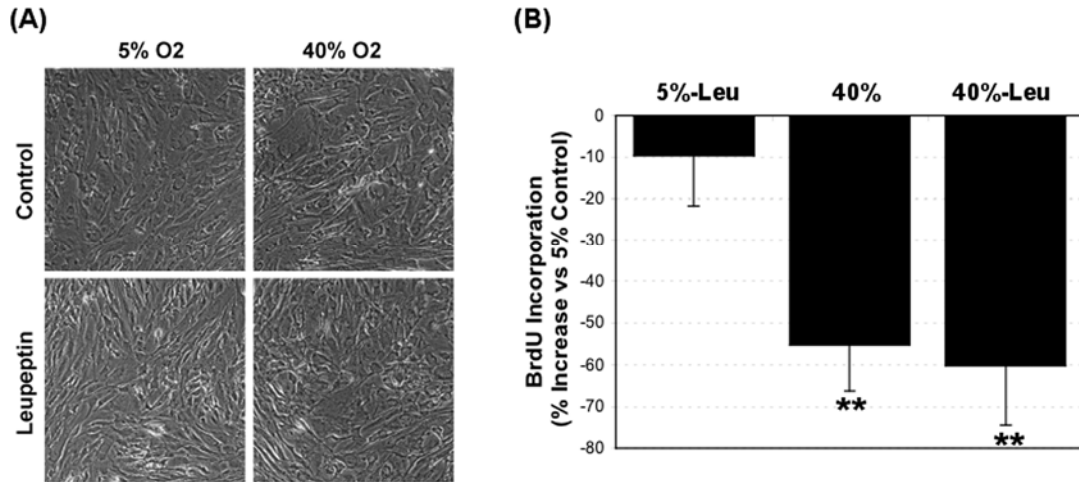 (A)
5% O2 40% O2
Control
Leupeptin
(B)
5%-Leu 40% 40%-Leu
BrdU Incorporation
(% Increase vs 5% Control)
0
-10
-20
-30
-40
-50
-60
-70
-80
**
**